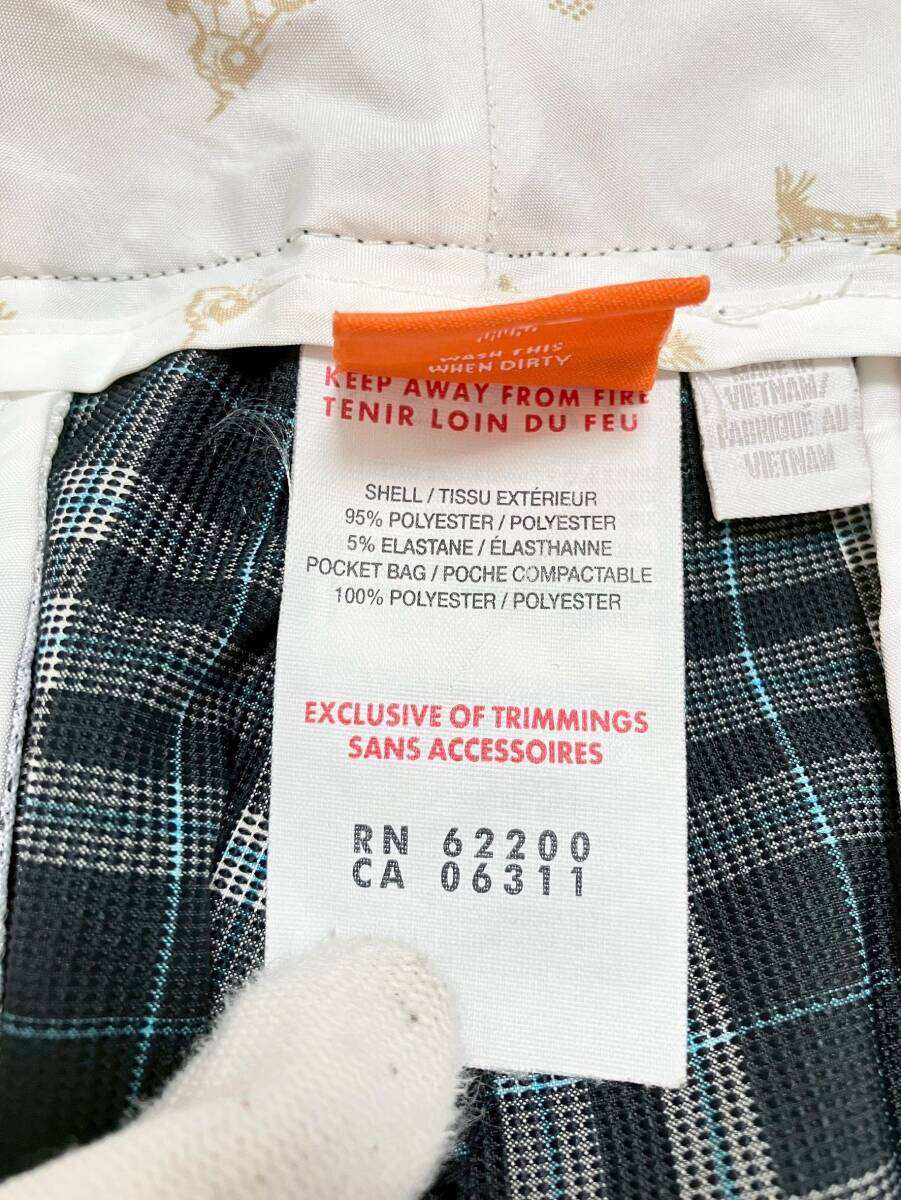 WASH THIS
WHEN DIRTY
KEEP AWAY FROM FIRE
TENIR LOIN DU FEU
SHELL / TISSU EXTÉRIEUR
95% POLYESTER / POLYESTER
5% ELASTANE / ÉLASTHANNE
POCKET BAG / POCHE COMPACTABLE
100% POLYESTER / POLYESTER
EXCLUSIVE OF TRIMMINGS
SANS ACCESSOIRES
RN 62200
CA 06311
MADE IN
VIETNAM/
FABRIQUÉ AU
VIETNAM